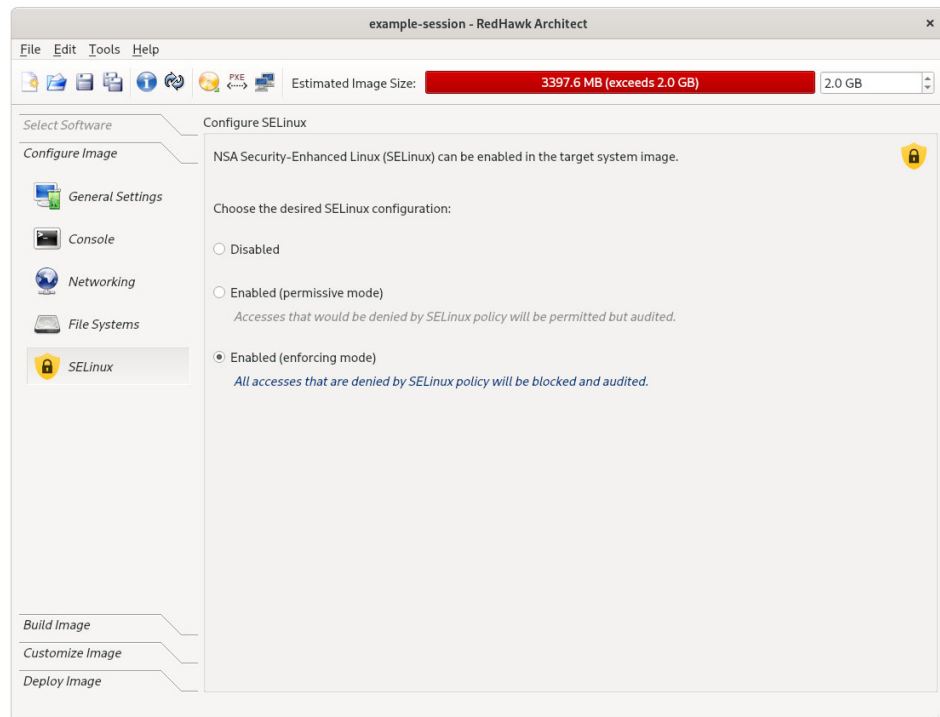 example-session - RedHawk Architect ×
File Edit Tools Help
PXE
Estimated Image Size: 3397.6 MB (exceeds 2.0 GB) 2.0 GB
Select Software
Configure Image
General Settings
Console
Networking
File Systems
SELinux
Build Image
Customize Image
Deploy Image
Configure SELinux
NSA Security-Enhanced Linux (SELinux) can be enabled in the target system image.
Choose the desired SELinux configuration:
Disabled
Enabled (permissive mode)
Accesses that would be denied by SELinux policy will be permitted but audited.
Enabled (enforcing mode)
All accesses that are denied by SELinux policy will be blocked and audited.